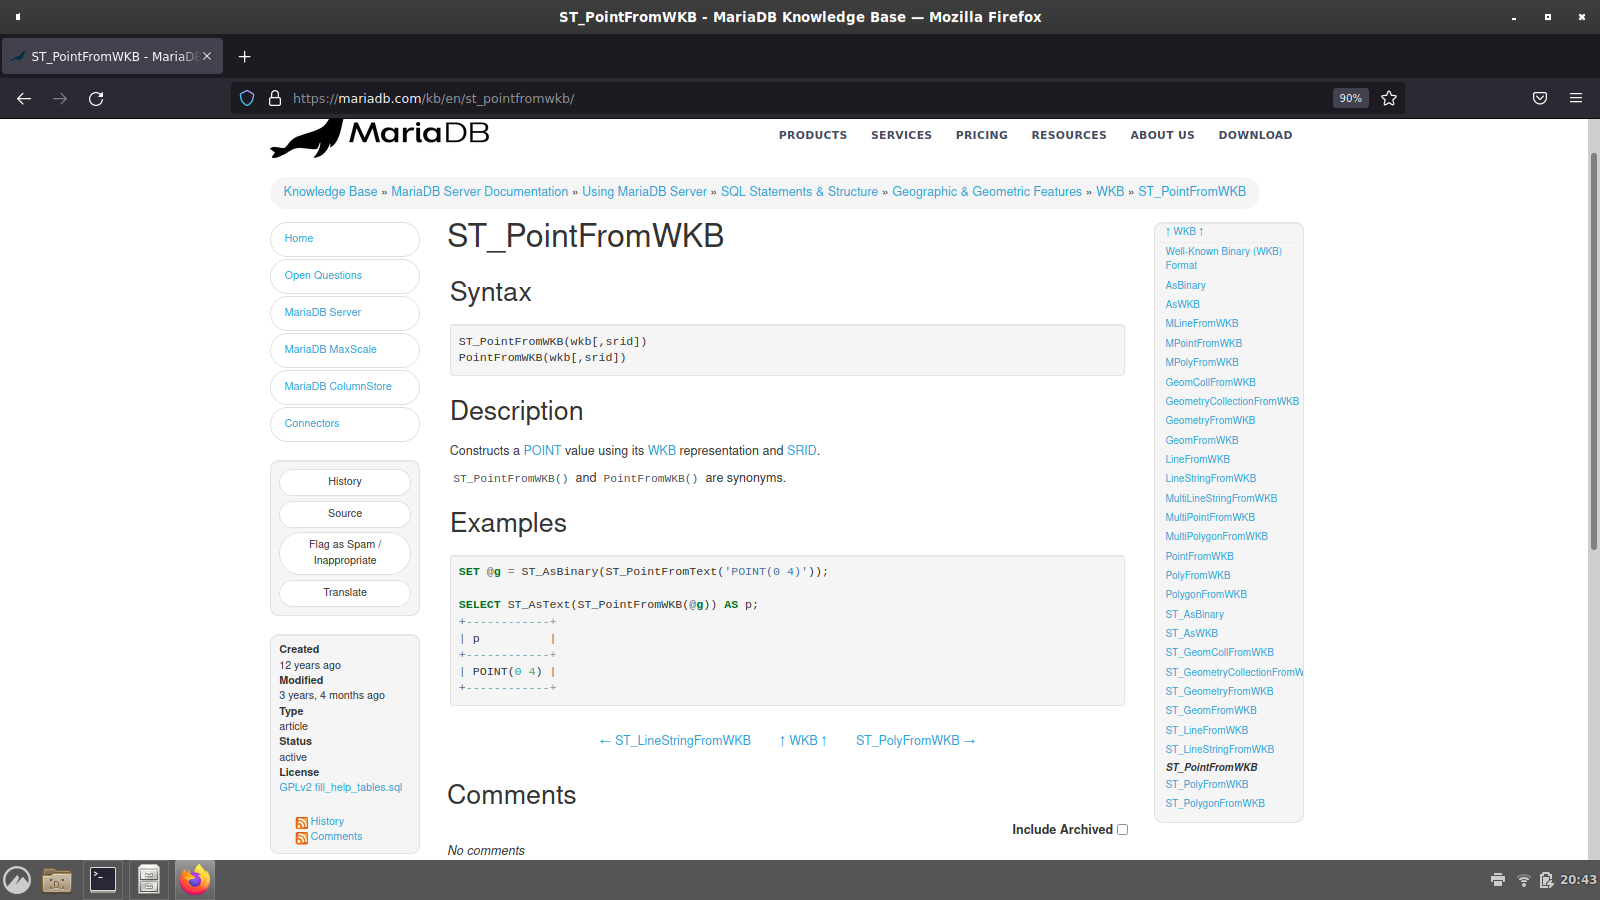 ST_PointFromWKB - MariaDB Knowledge Base — Mozilla Firefox
ST_PointFromWKB - MariaDB
https://mariadb.com/kb/en/st_pointfromwkb/
90%
MariaDB
PRODUCTS SERVICES PRICING RESOURCES ABOUT US DOWNLOAD
Knowledge Base » MariaDB Server Documentation » Using MariaDB Server » SQL Statements & Structure » Geographic & Geometric Features » WKB » ST_PointFromWKB
Home
Open Questions
MariaDB Server
MariaDB MaxScale
MariaDB ColumnStore
Connectors
History
Source
Flag as Spam /
Inappropriate
Translate
Created
12 years ago
Modified
3 years, 4 months ago
Type
article
Status
active
License
GPLv2 fill_help_tables.sql
History
Comments
ST_PointFromWKB
Syntax
ST_PointFromWKB(wkb[,srid])
PointFromWKB(wkb[,srid])
Description
Constructs a POINT value using its WKB representation and SRID.
ST_PointFromWKB() and PointFromWKB() are synonyms.
Examples
SET @g = ST_AsBinary(ST_PointFromText('POINT(0 4)'));
SELECT ST_AsText(ST_PointFromWKB(@g)) AS p;
+------------+
| p          |
+------------+
| POINT(0 4) |
+------------+
← ST_LineStringFromWKB ↑ WKB ↑ ST_PolyFromWKB →
Comments
Include Archived
No comments
↑ WKB ↑
Well-Known Binary (WKB)
Format
AsBinary
AsWKB
MLineFromWKB
MPointFromWKB
MPolyFromWKB
GeomCollFromWKB
GeometryCollectionFromWKB
GeometryFromWKB
GeomFromWKB
LineFromWKB
LineStringFromWKB
MultiLineStringFromWKB
MultiPointFromWKB
MultiPolygonFromWKB
PointFromWKB
PolyFromWKB
PolygonFromWKB
ST_AsBinary
ST_AsWKB
ST_GeomCollFromWKB
ST_GeometryCollectionFromW
ST_GeometryFromWKB
ST_GeomFromWKB
ST_LineFromWKB
ST_LineStringFromWKB
ST_PointFromWKB
ST_PolyFromWKB
ST_PolygonFromWKB
20:43